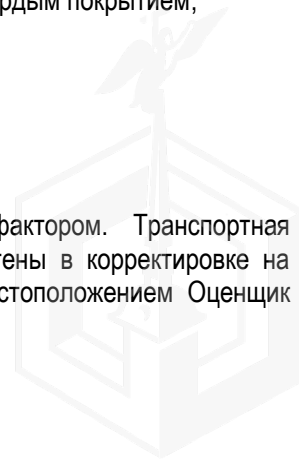 рдым покрытием;
фактором. Транспортная
тены в корректировке на
стоположением Оценщик